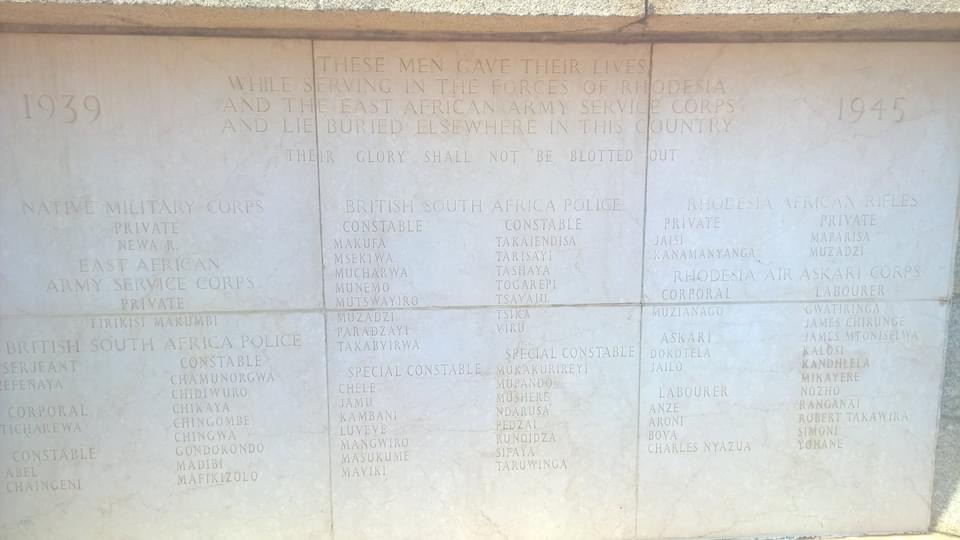 THESE MEN GAVE THEIR LIVES
WHILE SERVING IN THE FORCES OF RHODESIA
1939
AND THE EAST AFRICAN ARMY SERVICE CORPS
1945
AND LIE BURIED ELSEWHERE IN THIS COUNTRY
THEIR GLORY SHALL NOT BE BLOTTED OUT
NATIVE MILITARY CORPS
PRIVATE
NEWA R.
EAST AFRICAN
ARMY SERVICE CORPS
PRIVATE
TIRIKISI MAKUMBI
BRITISH SOUTH AFRICA POLICE
SERJEANT
CORPORAL
TICHAREWA
CONSTABLE
ABEL
CHAINGENI
CONSTABLE
CHAMUNORGWA
CHIDIWURO
CHIKAYA
CHINGOMBE
CHINGWA
GONDOKONDO
MADIBI
MAFIKIZOLO
BRITISH SOUTH AFRICA POLICE
CONSTABLE
MAKUFA
MSEKIWA
MUCHARWA
MUNEMO
MUTSWAYIRO
MUZADZI
PARADZAYI
TAKABVIRWA
SPECIAL CONSTABLE
CHELE
JAMU
KAMBANI
LUVEYE
MANGWIRO
MASUKUME
MAVIKI
CONSTABLE
TAKAIENDISA
TARISAYI
TASHAYA
TOGAREPI
TSAVAIU
TSIKA
VIRU
SPECIAL CONSTABLE
MUKAKURIREYI
MUPANDO
MUSHERE
NDARUSA
PEDZAI
RUNGIDZA
SIFAYA
TARUWINGA
RHODESIA AFRICAN RIFLES
PRIVATE
JAISI
KANAMANYANGA
PRIVATE
MAPARISA
MUZADZI
RHODESIA AIR ASKARI CORPS
CORPORAL
MUZIANAGO
ASKARI
DOKOTELA
JAILO
LABOURER
ANZE
ARONI
BOVA
CHARLES NYAZUA
LABOURER
GWATIRINGA
JAMES CHIRUNGE
JAMES MTONISELWA
KALOSI
KANDHLELA
MIKAYERE
NOZHO
RANGANAI
ROBERT TAKAWIRA
SIMONI
YOHANE